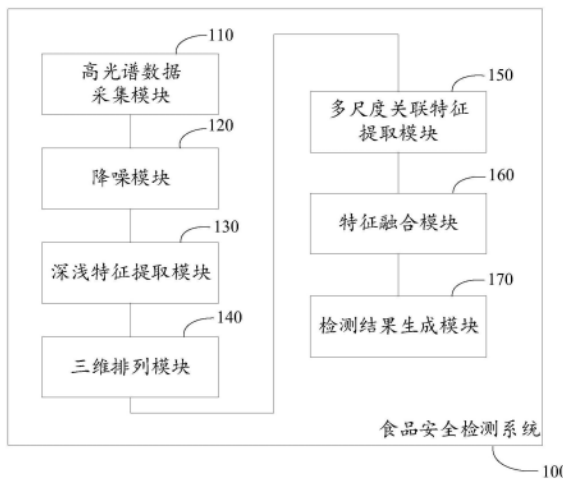 110
高光谱数据
采集模块
120
降噪模块
130
深浅特征提取模块
140
三维排列模块
150
多尺度关联特征
提取模块
160
特征融合模块
170
检测结果生成模块
食品安全检测系统
100